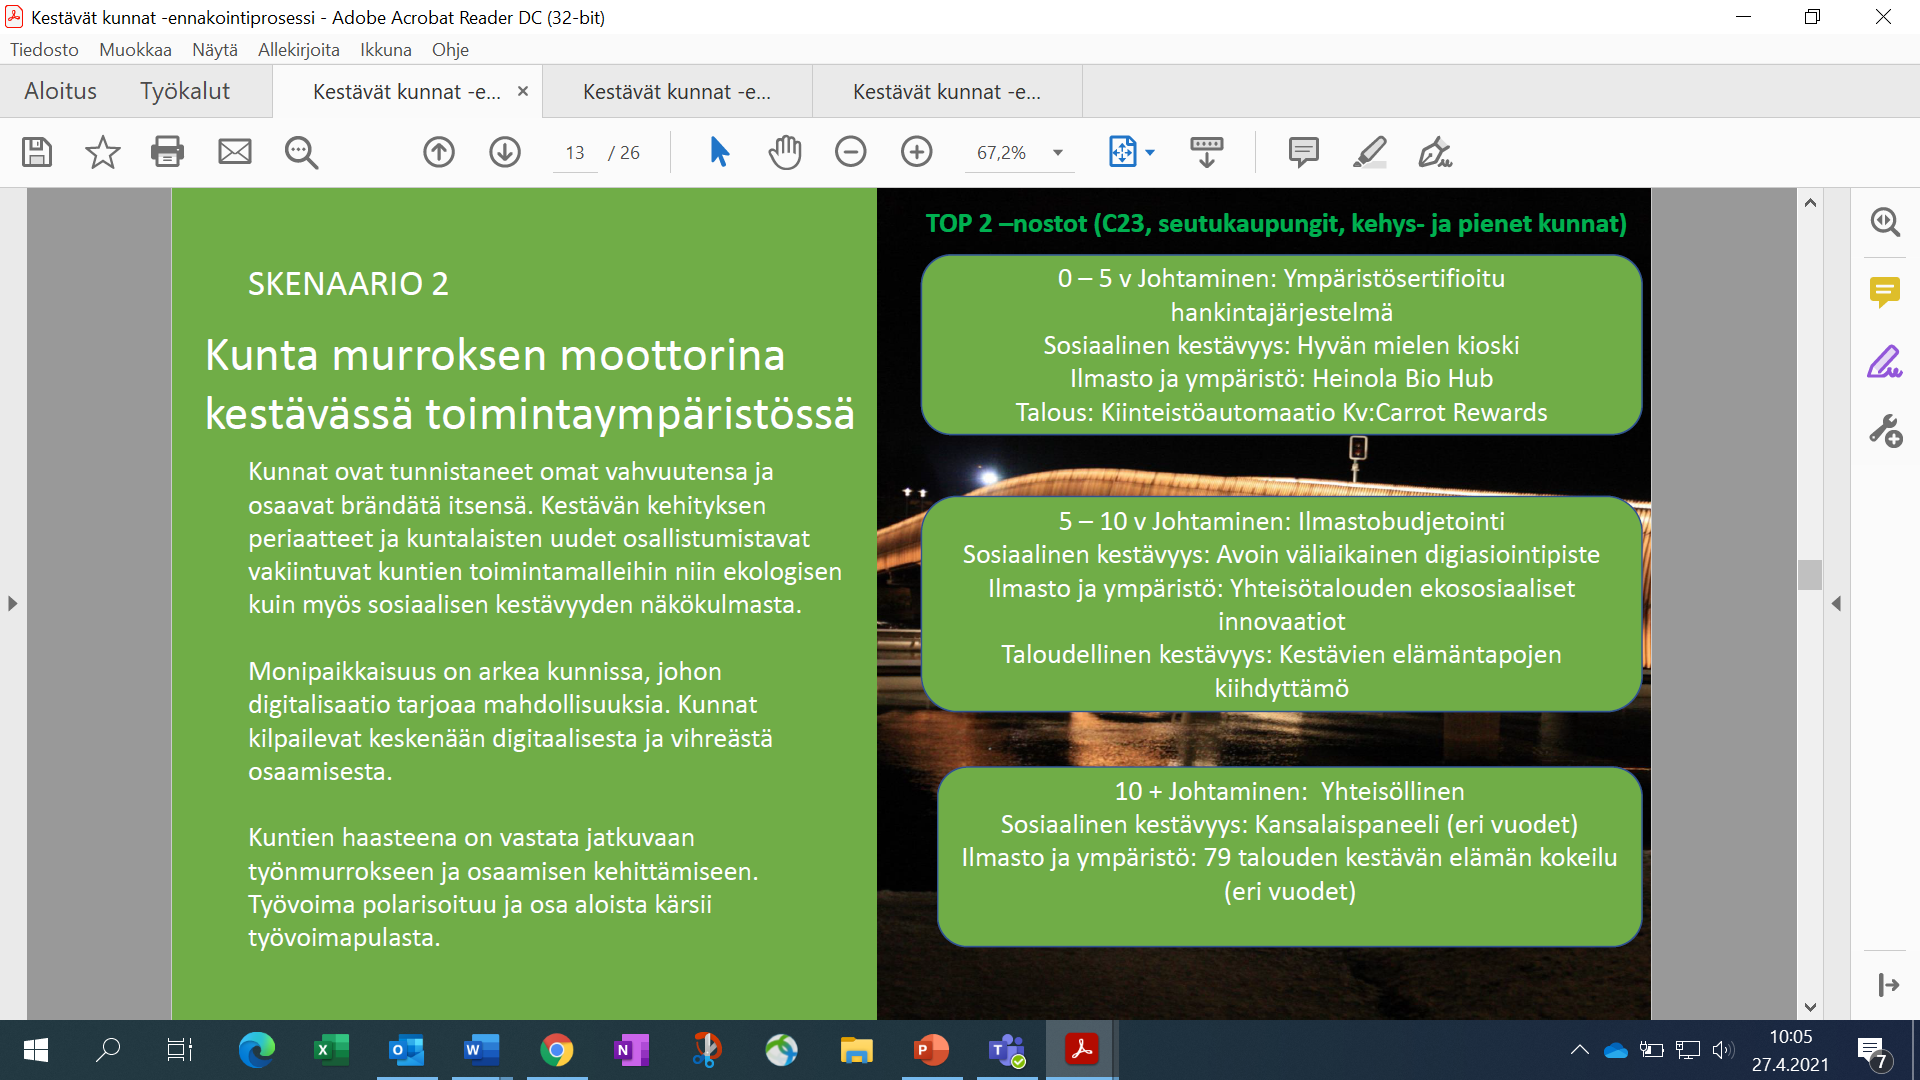 Kestävät kunnat -ennakointiprosessi - Adobe Acrobat Reader DC (32-bit)
Tiedosto Muokkaa Näytä Allekirjoita Ikkuna Ohje
Aloitus Työkalut Kestävät kunnat -e... × Kestävät kunnat -e... Kestävät kunnat -e...
13 / 26 67,2%
SKENAARIO 2
Kunta murroksen moottorina
kestävässä toimintaympäristössä
Kunnat ovat tunnistaneet omat vahvuutensa ja
osaavat brändätä itsensä. Kestävän kehityksen
periaatteet ja kuntalaisten uudet osallistumistavat
vakiintuvat kuntien toimintamalleihin niin ekologisen
kuin myös sosiaalisen kestävyyden näkökulmasta.
Monipaikkaisuus on arkea kunnissa, johon
digitalisaatio tarjoaa mahdollisuuksia. Kunnat
kilpailevat keskenään digitaalisesta ja vihreästä
osaamisesta.
Kuntien haasteena on vastata jatkuvaan
työnmurrokseen ja osaamisen kehittämiseen.
Työvoima polarisoituu ja osa aloista kärsii
työvoimapulasta.
TOP 2 –nostot (C23, seutukaupungit, kehys- ja pienet kunnat)
0 – 5 v Johtaminen: Ympäristösertifioitu
hankintajärjestelmä
Sosiaalinen kestävyys: Hyvän mielen kioski
Ilmasto ja ympäristö: Heinola Bio Hub
Talous: Kiinteistöautomaatio Kv:Carrot Rewards
5 – 10 v Johtaminen: Ilmastobudjetointi
Sosiaalinen kestävyys: Avoin väliaikainen digiasiointipiste
Ilmasto ja ympäristö: Yhteisötalouden ekososiaaliset
innovaatiot
Taloudellinen kestävyys: Kestävien elämäntapojen
kiihdyttämö
10 + Johtaminen:  Yhteisöllinen
Sosiaalinen kestävyys: Kansalaispaneeli (eri vuodet)
Ilmasto ja ympäristö: 79 talouden kestävän elämän kokeilu
(eri vuodet)
10:05
27.4.2021
7